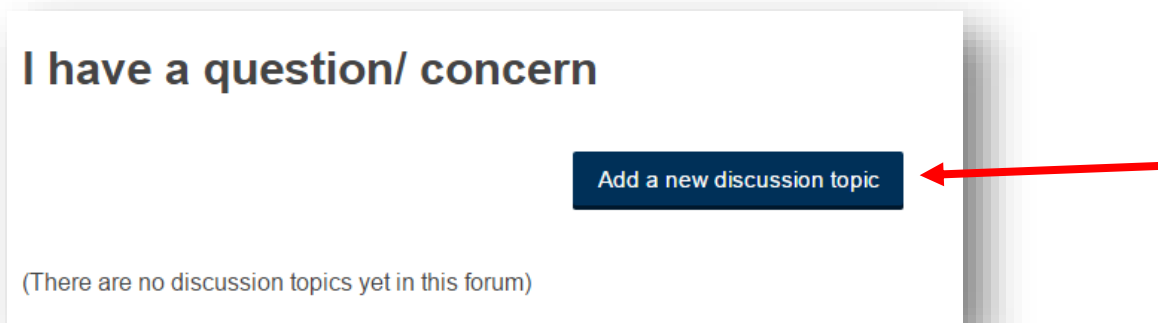 I have a question/ concern
Add a new discussion topic
(There are no discussion topics yet in this forum)